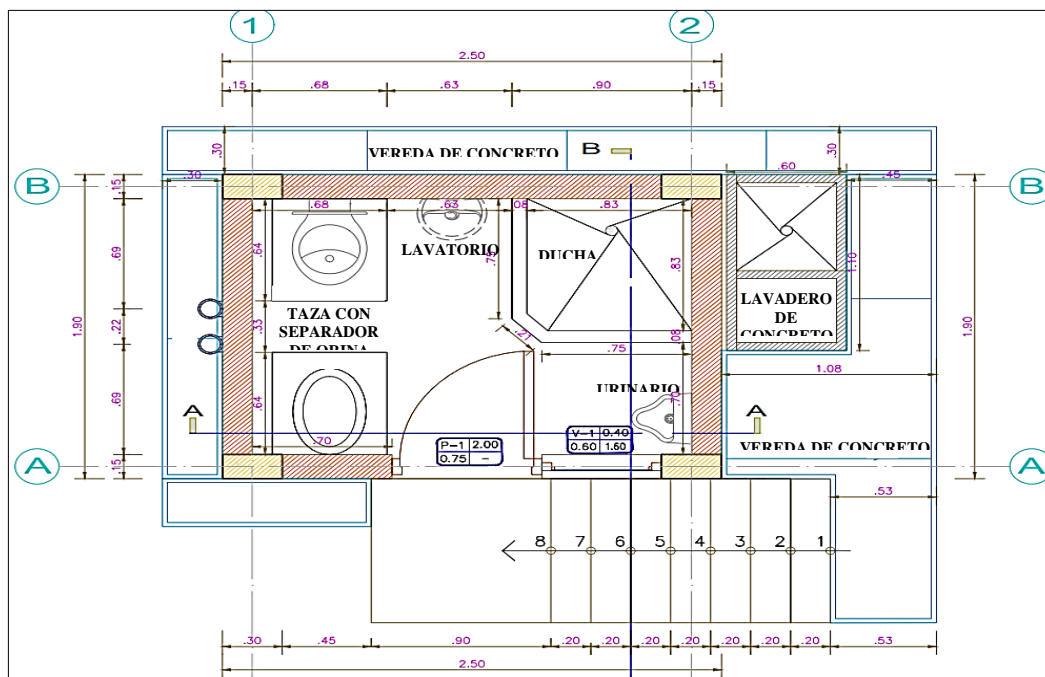 1 2
2.50
.15 .68 .63 .90 .15
.30 VEREDA DE CONCRETO B .30
.60
B .15 .30 .45 B
.68 .63 .08 .83
LAVATORIO DUCHA
.69 .64 .75 .83 1.10
TAZA CON
SEPARADOR
DE ORINA
LAVADERO
DE
CONCRETO
1.90 .22 .33 .21 .08 1.90
.75 1.08
.69 .64 URINARIO .70
A A
.70 P-1 2.00
0.75 -
V-1 0.40
0.60 1.60
VEREDA DE CONCRETO
A .15 A
.53
8 7 6 5 4 3 2 1
.30 .45 .90 .20 .20 .20 .20 .20 .20 .20 .53
2.50